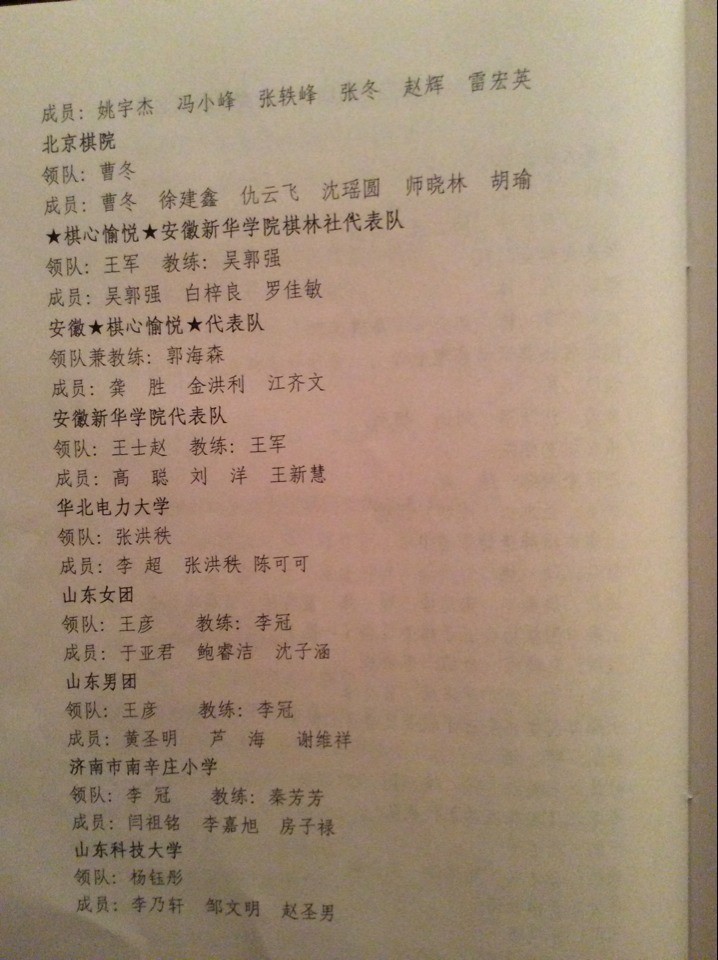 成员：姚宇杰 冯小峰 张轶峰 张冬 赵辉 雷宏英
北京棋院
领队：曹冬
成员：曹冬 徐建鑫 仇云飞 沈瑶圆 师晓林 胡瑜
★棋心愉悦★安徽新华学院棋林社代表队
领队：王军 教练：吴郭强
成员：吴郭强 白梓良 罗佳敏
安徽★棋心愉悦★代表队
领队兼教练：郭海森
成员：龚 胜 金洪利 江齐文
安徽新华学院代表队
领队：王士赵 教练：王军
成员：高 聪 刘 洋 王新慧
华北电力大学
领队：张洪秩
成员：李 超 张洪秩 陈可可
山东女团
领队：王彦 教练：李冠
成员：于亚君 鲍睿洁 沈子涵
山东男团
领队：王彦 教练：李冠
成员：黄圣明 芦 海 谢维祥
济南市南辛庄小学
领队：李 冠 教练：秦芳芳
成员：闫祖铭 李嘉旭 房子禄
山东科技大学
领队：杨钰彤
成员：李乃轩 邹文明 赵圣男